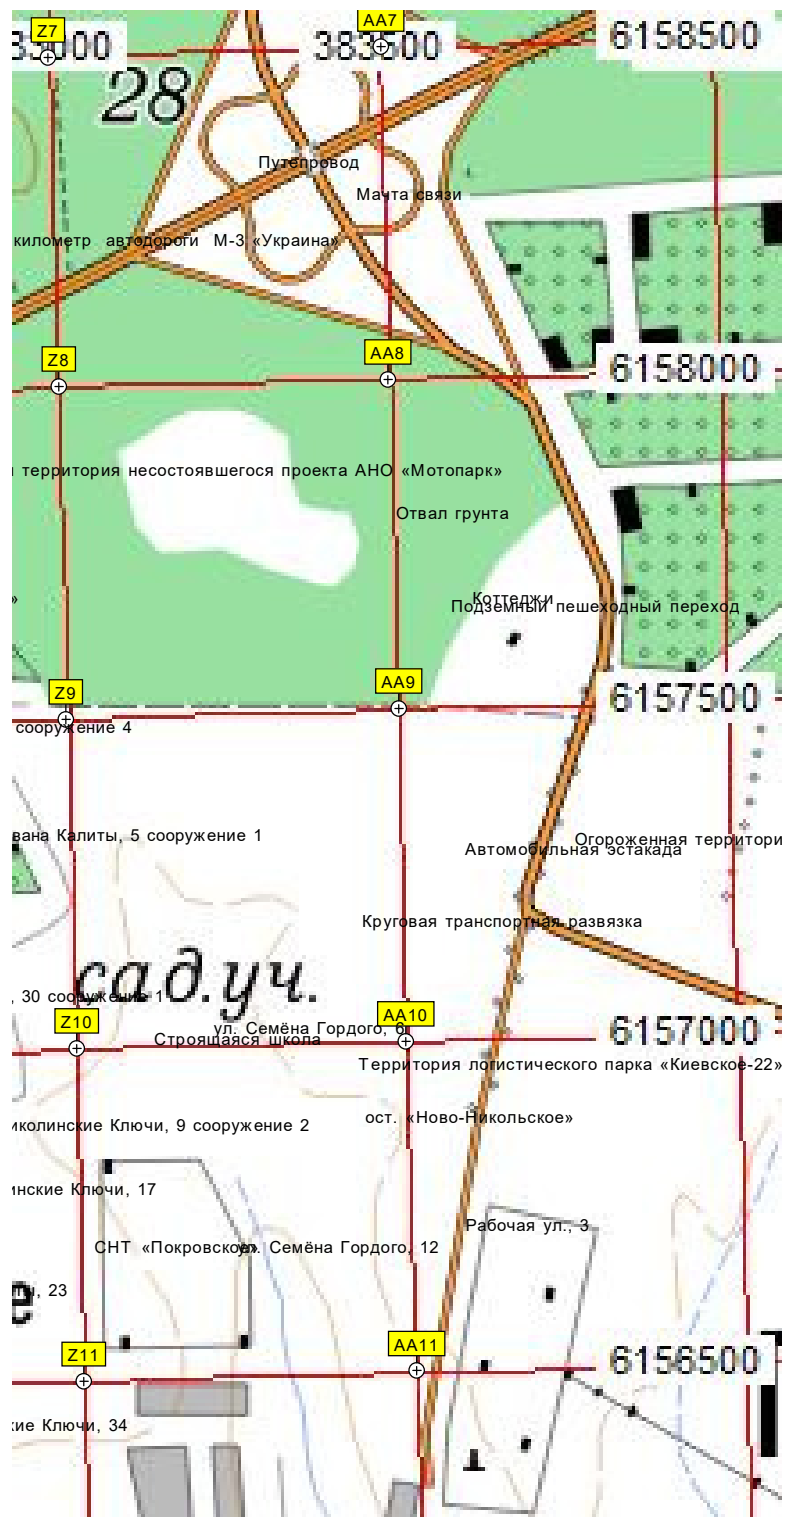 Z7
AA7
383500
6158500
28
Путепровод
Мачта связи
километр автодороги М-3 «Украина»
Z8
AA8
6158000
территория несостоявшегося проекта АНО «Мотопарк»
Отвал грунта
»
Коттеджи
Подземный пешеходный переход
Z9
AA9
6157500
сооружение 4
вана Калиты, 5 сооружение 1
Огороженная територи
Автомобильная эстакада
Круговая транспортная развязка
сад.уч.
, 30 сооружение 1
Z10
AA10
ул. Семёна Гордого, 6
Строящаяся школа
6157000
Территория логистического парка «Киевское-22»
ост. «Ново-Никольское»
иколинские Ключи, 9 сооружение 2
инские Ключи, 17
Рабочая ул., 3
СНТ «Покровское»
ул. Семёна Гордого, 12
, 23
Z11
AA11
6156500
кие Ключи, 34